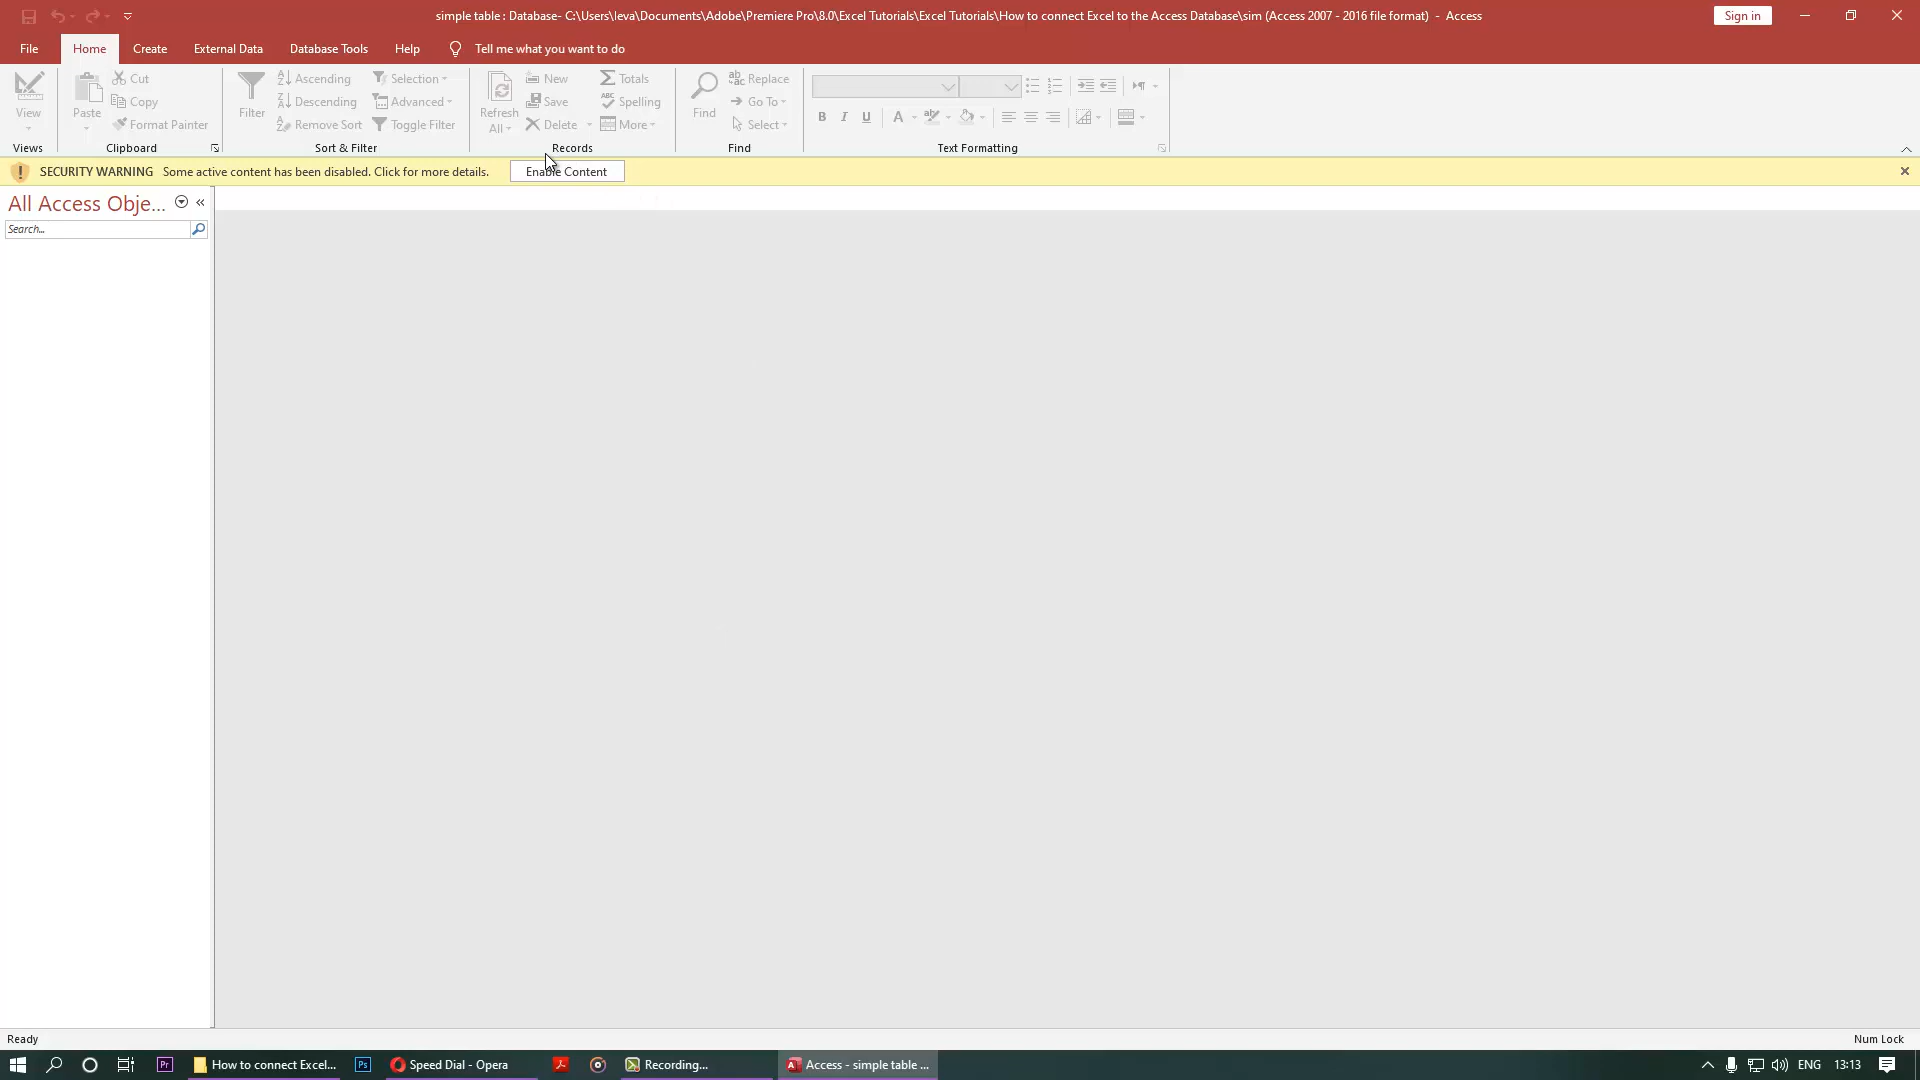 simple table : Database- C:\Users\leva\Documents\Adobe\Premiere Pro\8.0\Excel Tutorials\Excel Tutorials\How to connect Excel to the Access Database\sim (Access 2007 - 2016 file format)  -  Access
Sign in
File Home Create External Data Database Tools Help Tell me what you want to do
View
Views
Paste
Cut
Copy
Format Painter
Clipboard
Filter
Ascending
Descending
Remove Sort
Selection
Advanced
Toggle Filter
Sort & Filter
Refresh
All
New
Save
Delete
Totals
Spelling
More
Records
Find
Replace
Go To
Select
Find
B I U A
Text Formatting
SECURITY WARNING Some active content has been disabled. Click for more details. Enable Content
All Access Obje...
Search...
Ready
Num Lock
Pr
How to connect Excel...
Ps
Speed Dial - Opera
Recording...
Access - simple table ...
ENG
13:13